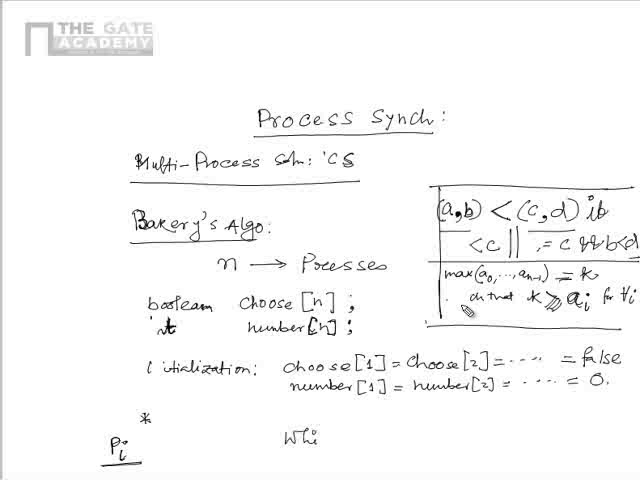 THE GATE
ACADEMY
Process Synch:
Multi-Process Soln: CS
Bakery's Algo:
n → Processes
boolean choose [n] ;
int number [n] ;
(a,b) < (c,d) if
<c || = c && b<d
max(a0, ..., an-1) = k
such that k ≥ ai for ∀i
Initialization: choose[1] = choose[2] = ..... = false
number[1] = number[2] = ..... = 0.
*
Pi
Whi